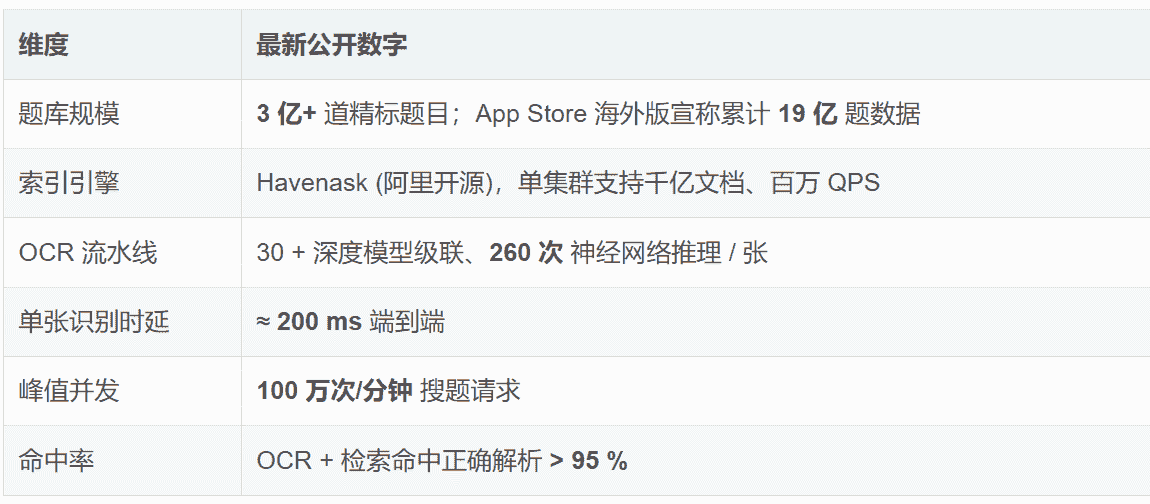 维度 最新公开数字
题库规模 3 亿+ 道精标题目；App Store 海外版宣称累计 19 亿 题数据
索引引擎 Havenask (阿里开源)，单集群支持千亿文档、百万 QPS
OCR 流水线 30 + 深度模型级联、260 次 神经网络推理 / 张
单张识别时延 ≈ 200 ms 端到端
峰值并发 100 万次/分钟 搜题请求
命中率 OCR + 检索命中正确解析 > 95 %